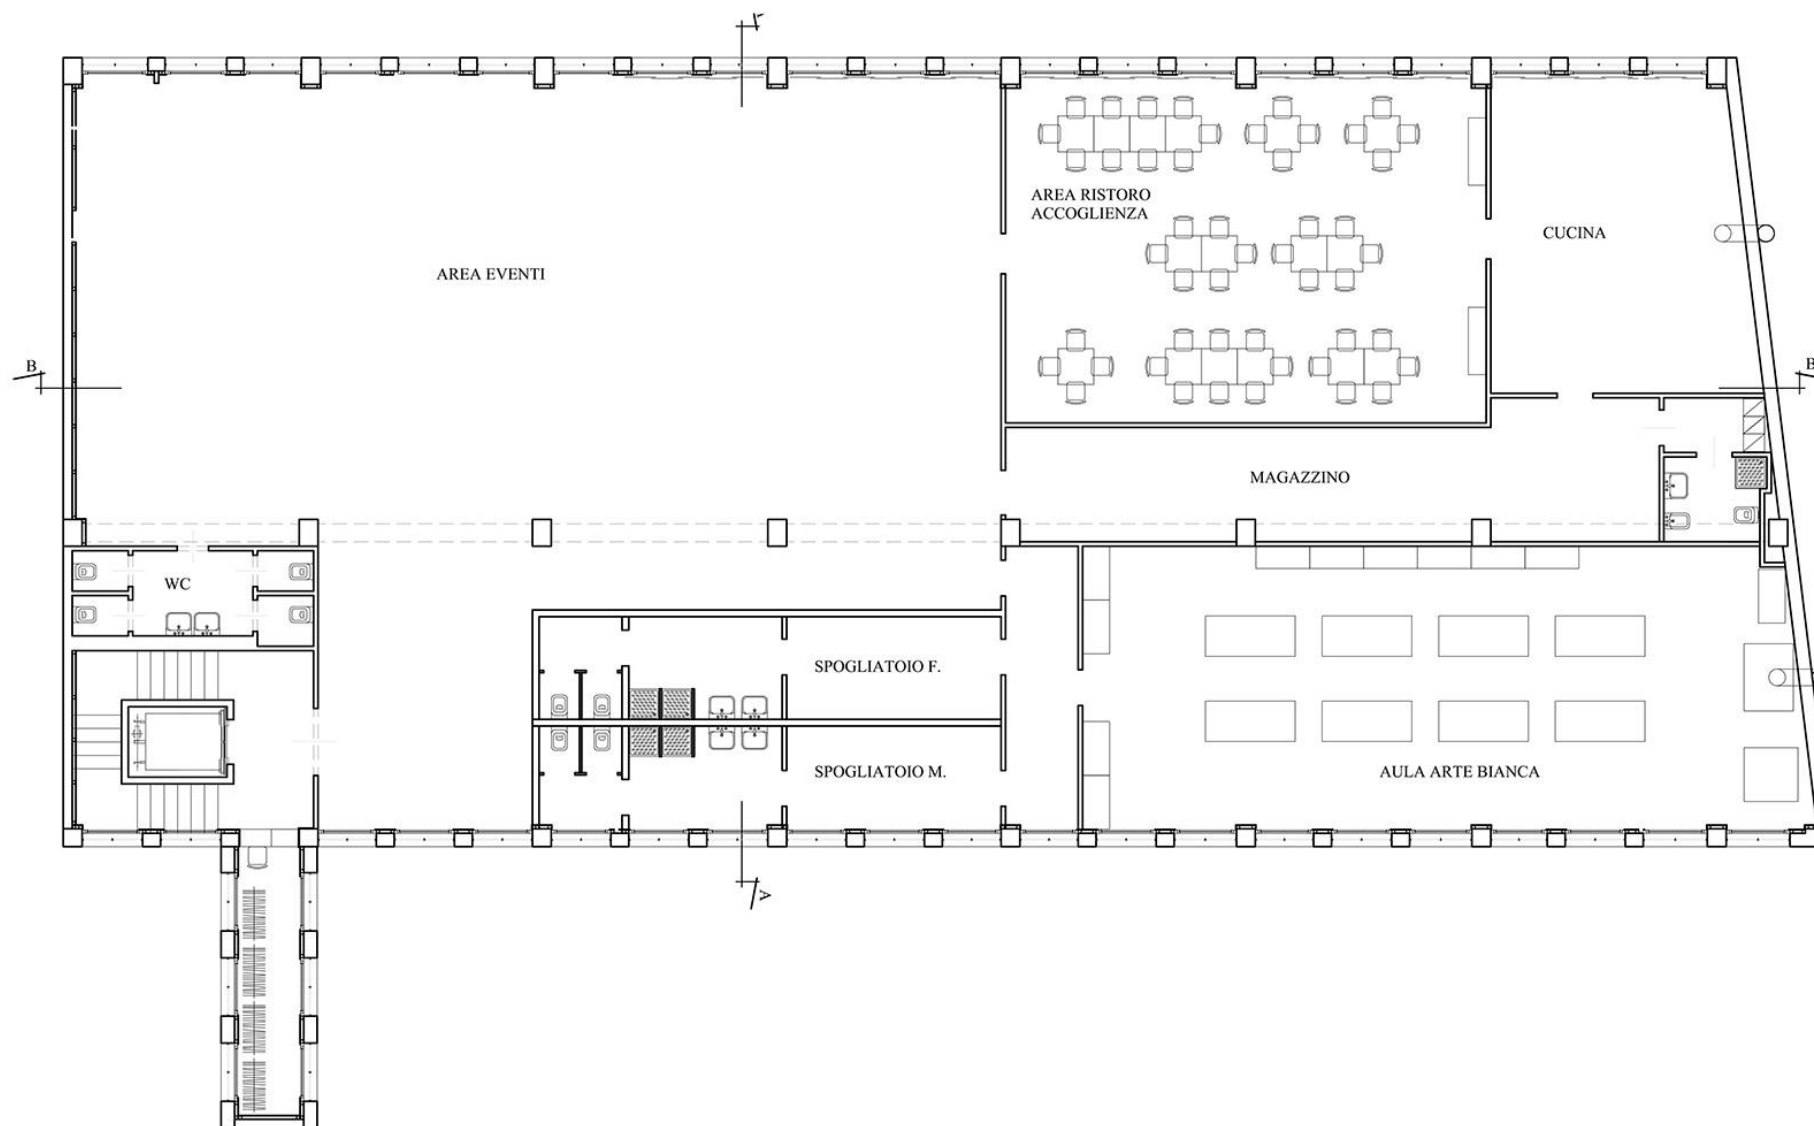 AREA RISTORO
ACCOGLIENZA
CUCINA
AREA EVENTI
B
B
MAGAZZINO
WC
SPOGLIATOIO F.
SPOGLIATOIO M.
AULA ARTE BIANCA
A